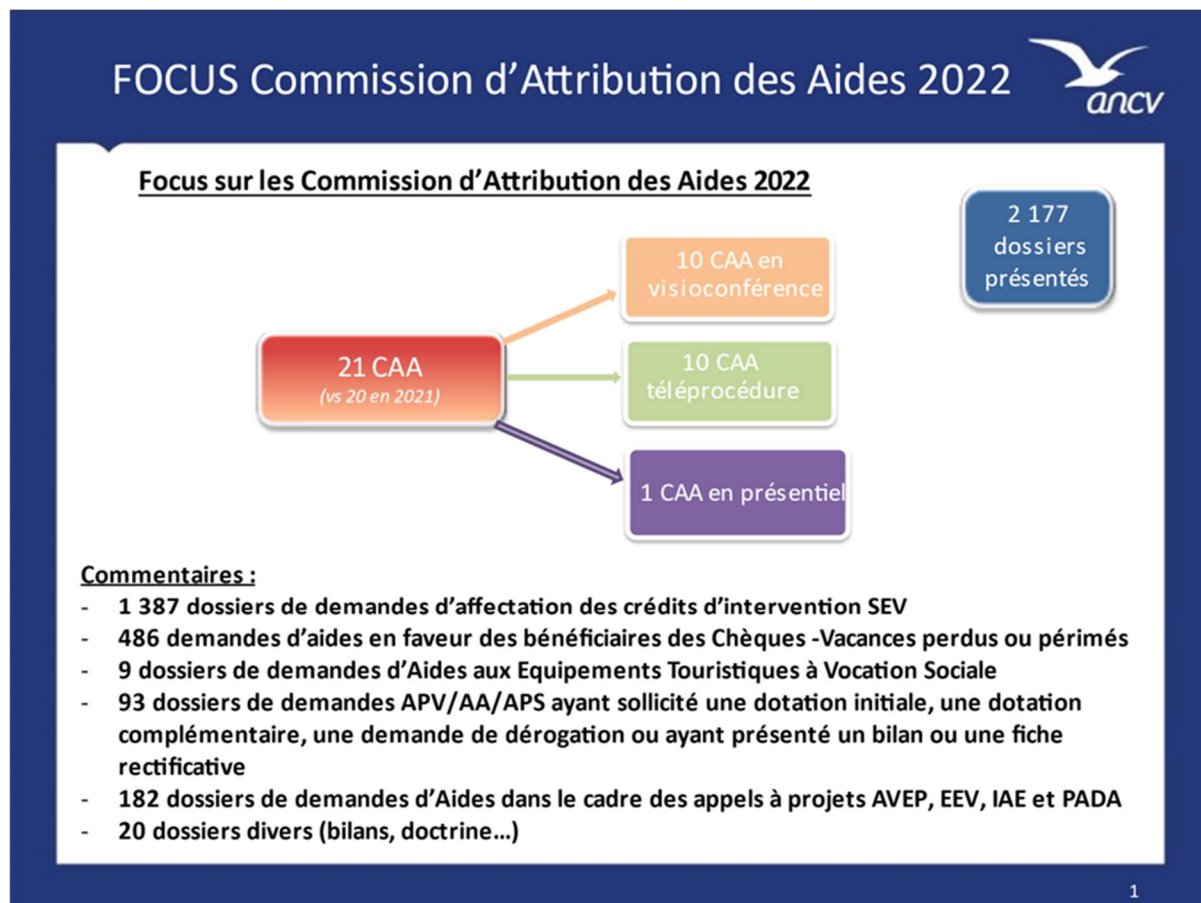 FOCUS Commission d'Attribution des Aides 2022
ancv
Focus sur les Commission d'Attribution des Aides 2022
2 177
dossiers
présentés
10 CAA en
visioconférence
21 CAA
(vs 20 en 2021)
10 CAA
téléprocédure
1 CAA en présentiel
Commentaires :
- 1 387 dossiers de demandes d'affectation des crédits d'intervention SEV
- 486 demandes d'aides en faveur des bénéficiaires des Chèques -Vacances perdus ou périmés
- 9 dossiers de demandes d'Aides aux Equipements Touristiques à Vocation Sociale
- 93 dossiers de demandes APV/AA/APS ayant sollicité une dotation initiale, une dotation
complémentaire, une demande de dérogation ou ayant présenté un bilan ou une fiche
rectificative
- 182 dossiers de demandes d'Aides dans le cadre des appels à projets AVEP, EEV, IAE et PADA
- 20 dossiers divers (bilans, doctrine…)
1